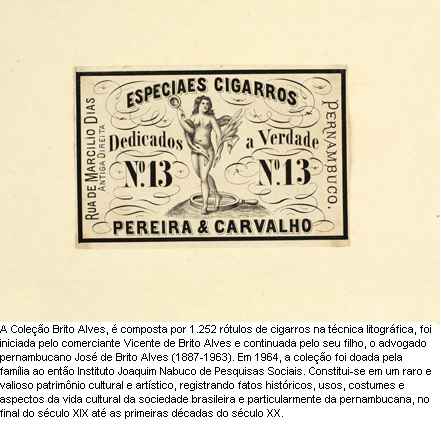 ESPECIAES CIGARROS
RUA DE MARCILIO DIAS
ANTIGA DIREITA
Dedicados a Verdade
Nº. 13 Nº. 13
PERNAMBUCO.
PEREIRA & CARVALHO
A Coleção Brito Alves, é composta por 1.252 rótulos de cigarros na técnica litográfica, foi
iniciada pelo comerciante Vicente de Brito Alves e continuada pelo seu filho, o advogado
pernambucano José de Brito Alves (1887-1963). Em 1964, a coleção foi doada pela
família ao então Instituto Joaquim Nabuco de Pesquisas Sociais. Constitui-se em um raro e
valioso patrimônio cultural e artístico, registrando fatos históricos, usos, costumes e
aspectos da vida cultural da sociedade brasileira e particularmente da pernambucana, no
final do século XIX até as primeiras décadas do século XX.